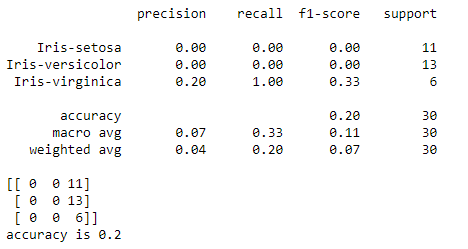 precision recall f1-score support
Iris-setosa 0.00 0.00 0.00 11
Iris-versicolor 0.00 0.00 0.00 13
Iris-virginica 0.20 1.00 0.33 6
accuracy 0.20 30
macro avg 0.07 0.33 0.11 30
weighted avg 0.04 0.20 0.07 30
[[ 0 0 11]
[ 0 0 13]
[ 0 0 6]]
accuracy is 0.2